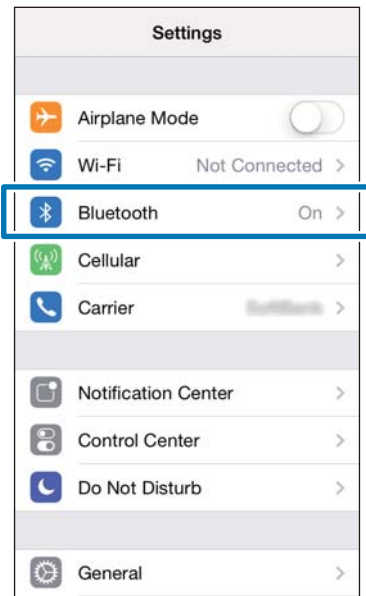 Settings
Airplane Mode
Wi-Fi Not Connected
Bluetooth On
Cellular
Carrier
Notification Center
Control Center
Do Not Disturb
General